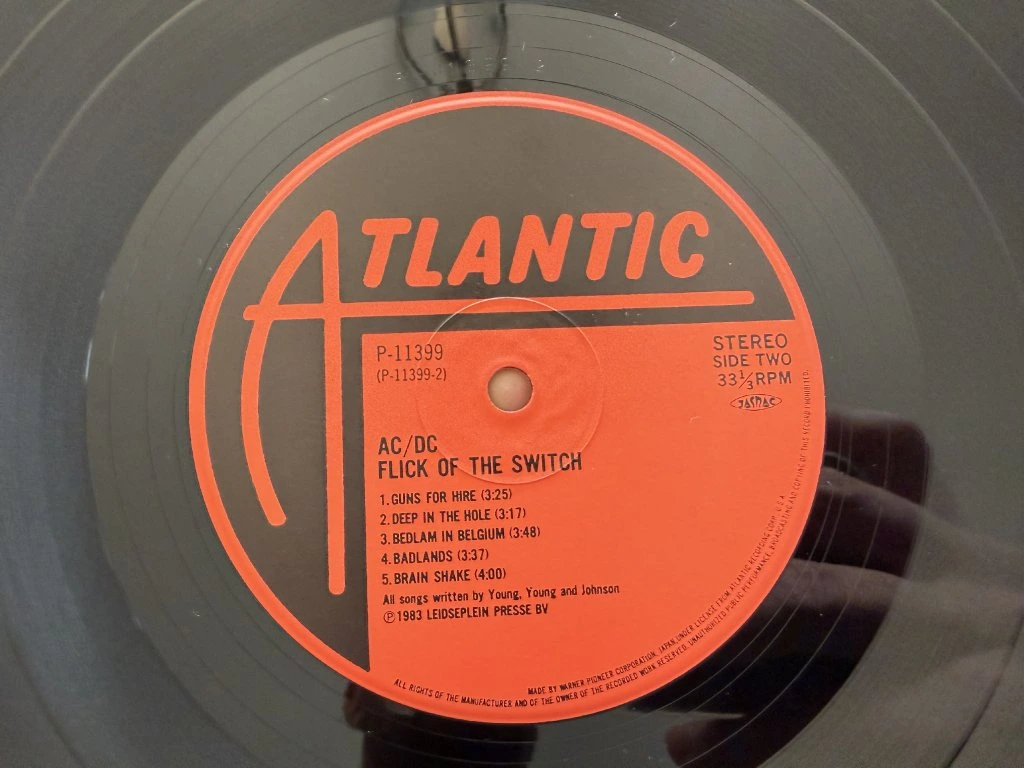 ATLANTIC
P-11399
(P-11399-2)
STEREO
SIDE TWO
33⅓ RPM
JASRAC
AC/DC
FLICK OF THE SWITCH
1. GUNS FOR HIRE (3:25)
2. DEEP IN THE HOLE (3:17)
3. BEDLAM IN BELGIUM (3:48)
4. BADLANDS (3:37)
5. BRAIN SHAKE (4:00)
All songs written by Young, Young and Johnson
℗1983 LEIDSEPLEIN PRESSE BV
MADE BY WARNER-PIONEER CORPORATION, JAPAN, UNDER LICENSE FROM ATLANTIC RECORDING CORP., U.S.A.
ALL RIGHTS OF THE MANUFACTURER AND OF THE OWNER OF THE RECORDED WORK RESERVED. UNAUTHORIZED PUBLIC PERFORMANCE, BROADCASTING AND COPYING OF THIS RECORD PROHIBITED.